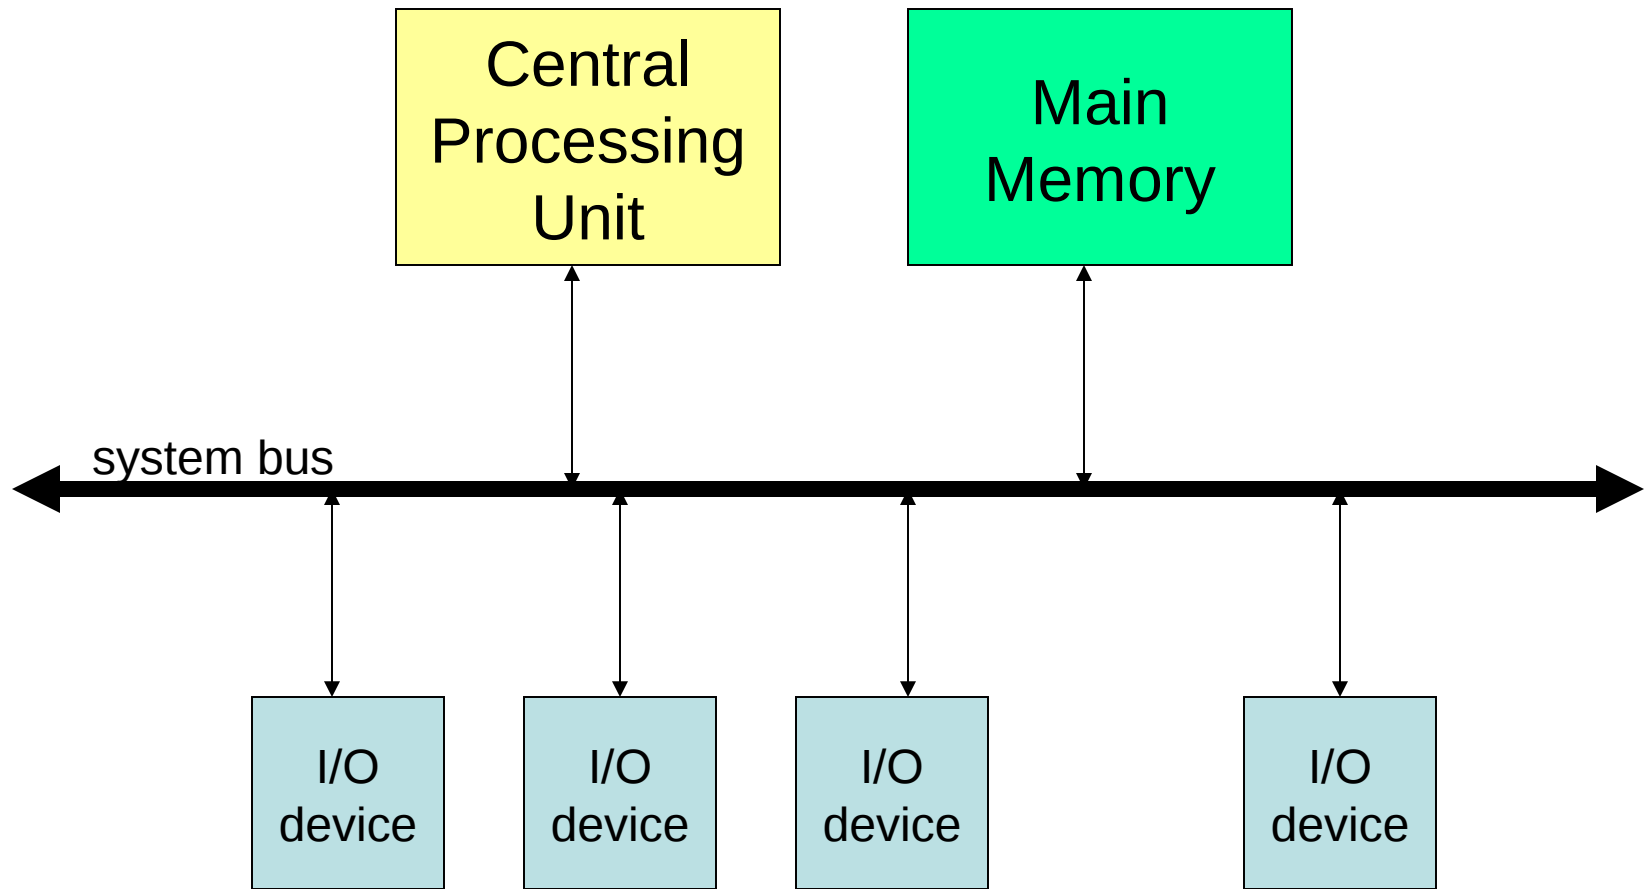 Central
Processing
Unit
Main
Memory
system bus
I/O
device
I/O
device
I/O
device
I/O
device